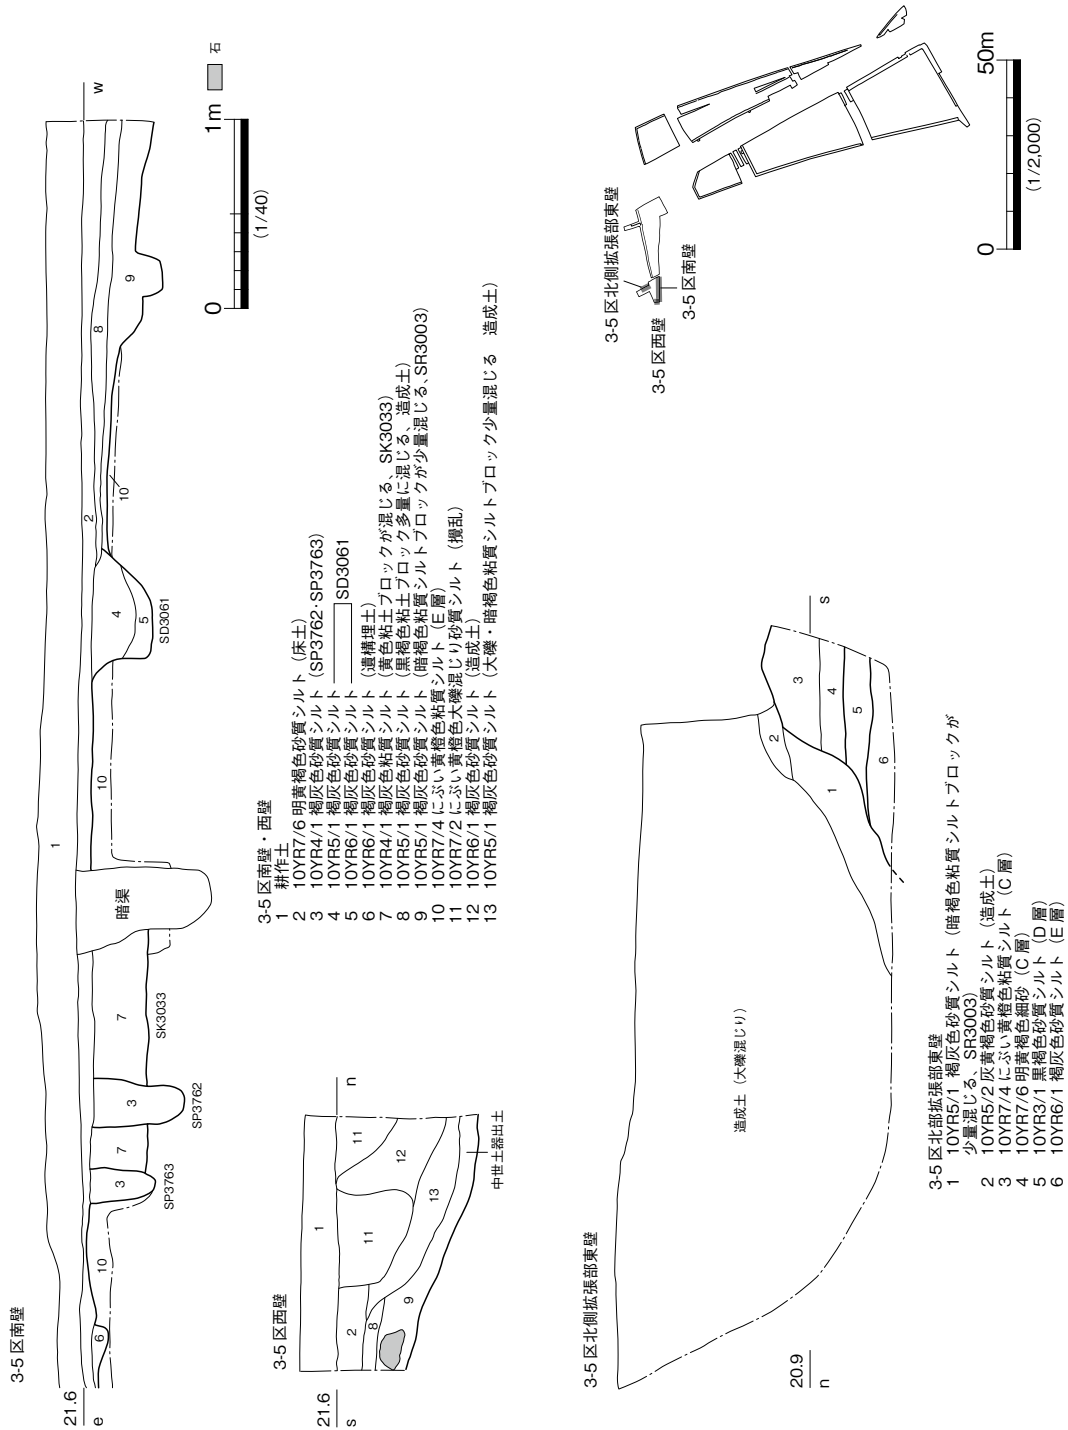 3-5 区南壁
21.6
e
w
1
2
3
3
4
5
6
7
7
8
9
10
10
10
暗渠
SP3763
SP3762
SK3033
SD3061
0
1m
(1/40)
石
3-5 区西壁
21.6
s
n
1
2
8
9
11
11
12
13
中世土器出土
3-5 区南壁・西壁
1 耕作土
2 10YR7/6 明黄褐色砂質シルト（床土）
3 10YR4/1 褐灰色砂質シルト（SP3762・SP3763）
4 10YR5/1 褐灰色砂質シルト
5 10YR6/1 褐灰色砂質シルト
SD3061
6 10YR6/1 褐灰色砂質シルト（遺構埋土）
7 10YR4/1 褐灰色粘質シルト（黄色粘土ブロックが混じる、SK3033）
8 10YR5/1 褐灰色砂質シルト（黒褐色粘土ブロック多量に混じる、造成土）
9 10YR5/1 褐灰色砂質シルト（暗褐色粘質シルトブロックが少量混じる、SR3003）
10 10YR7/4 にぶい黄橙色粘質シルト（E 層）
11 10YR7/2 にぶい黄橙色大礫混じり砂質シルト（攪乱）
12 10YR6/1 褐灰色砂質シルト（造成土）
13 10YR5/1 褐灰色砂質シルト（大礫・暗褐色粘質シルトブロック少量混じる　造成土）
3-5 区北側拡張部東壁
20.9
n
s
造成土（大礫混じり）
1
2
3
4
5
6
3-5 区北部拡張部東壁
1 10YR5/1 褐灰色砂質シルト（暗褐色粘質シルトブロックが
少量混じる、SR3003）
2 10YR5/2 灰黄褐色砂質シルト（造成土）
3 10YR7/4 にぶい黄橙色粘質シルト（C 層）
4 10YR7/6 明黄褐色細砂（C 層）
5 10YR3/1 黒褐色砂質シルト（D 層）
6 10YR6/1 褐灰色砂質シルト（E 層）
3-5 区北側拡張部東壁
3-5 区西壁
3-5 区南壁
0
50m
(1/2,000)